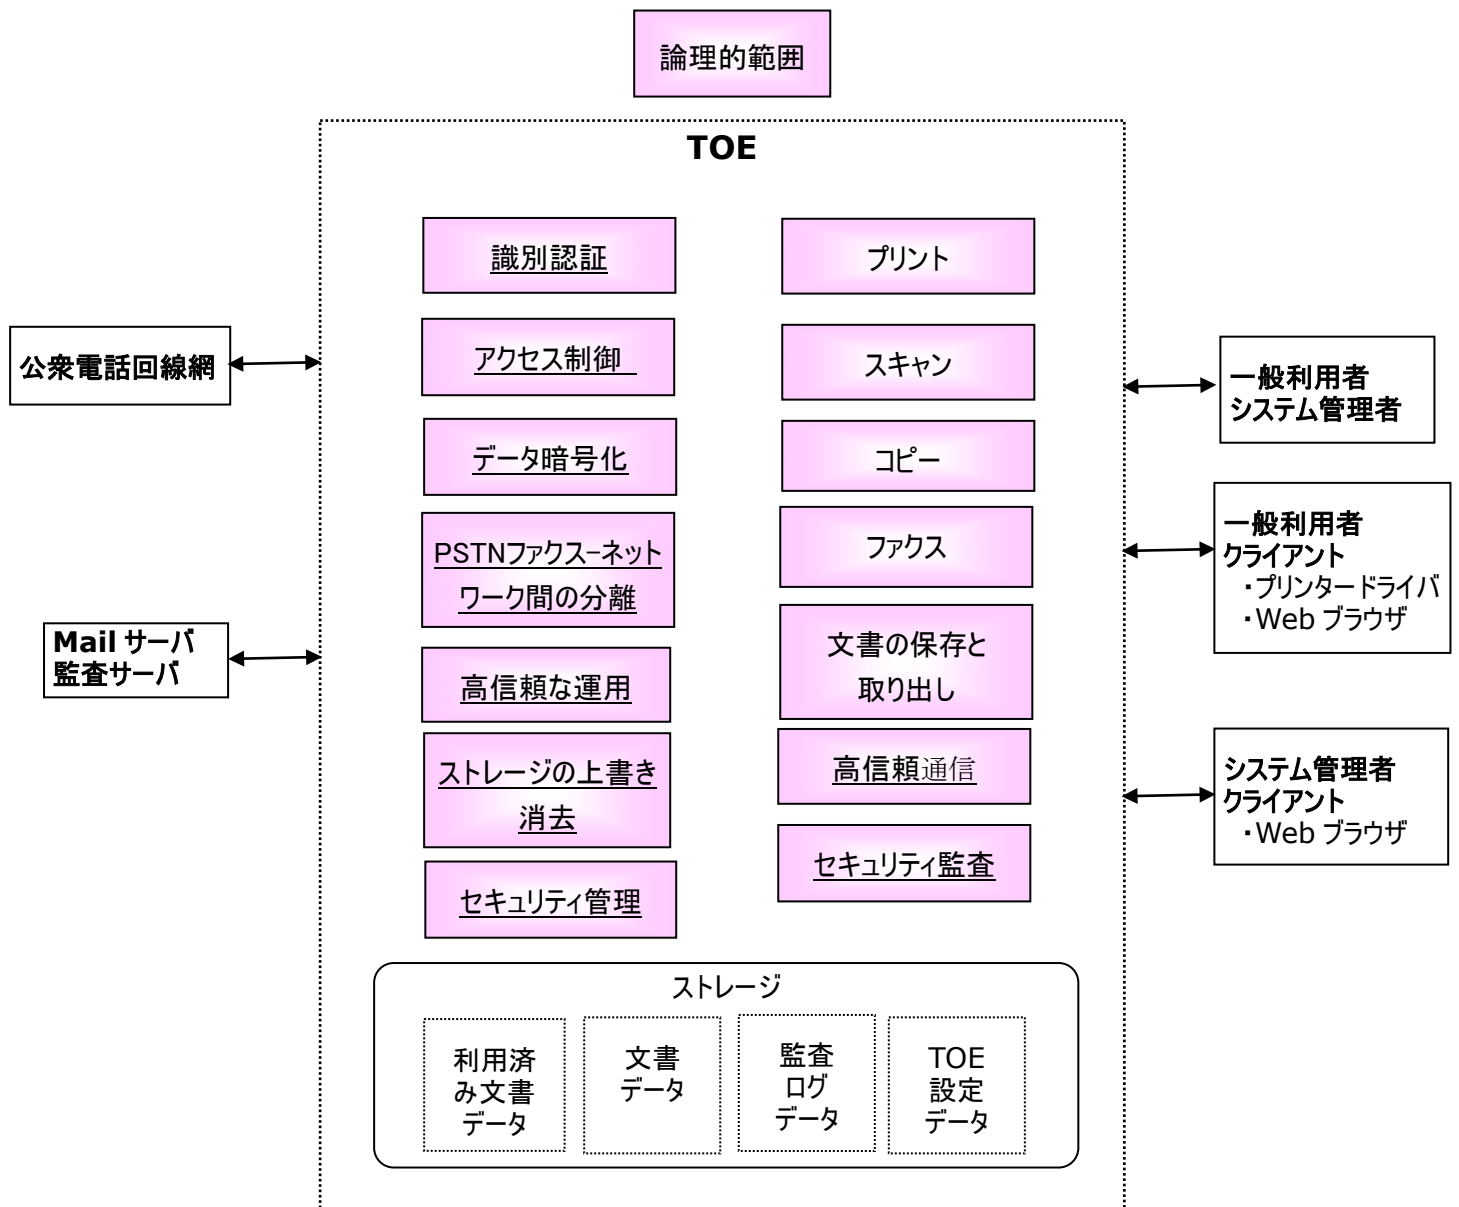 論理的範囲
TOE
識別認証
アクセス制御
データ暗号化
PSTNファクス-ネット
ワーク間の分離
高信頼な運用
ストレージの上書き
消去
セキュリティ管理
プリント
スキャン
コピー
ファクス
文書の保存と
取り出し
高信頼通信
セキュリティ監査
公衆電話回線網
Mail サーバ
監査サーバ
一般利用者
システム管理者
一般利用者
クライアント
・プリンタードライバ
・Web ブラウザ
システム管理者
クライアント
・Web ブラウザ
ストレージ
利用済
み文書
データ
文書
データ
監査
ログ
データ
TOE
設定
データ